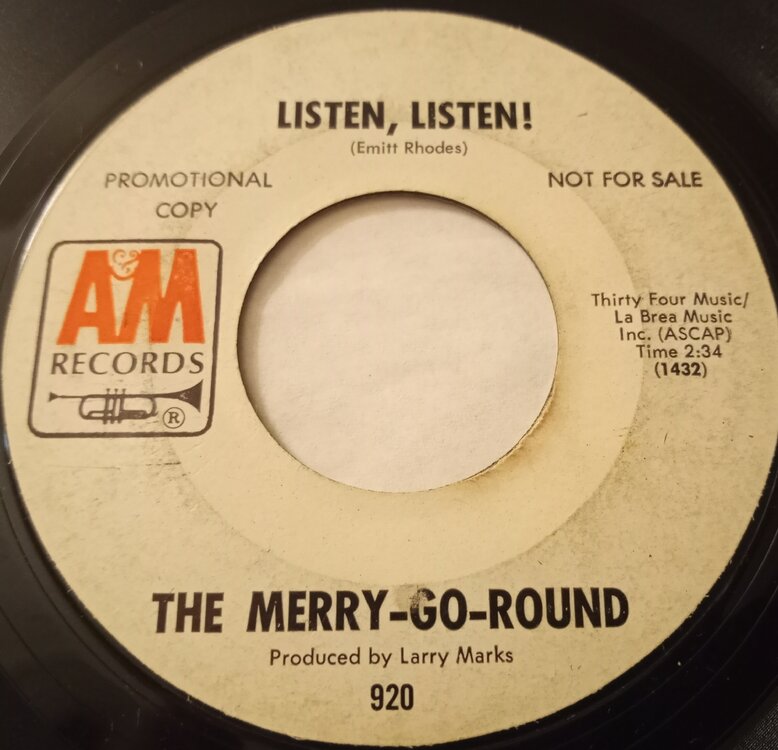 LISTEN, LISTEN!
(Emitt Rhodes)
PROMOTIONAL
COPY
NOT FOR SALE
A&M
RECORDS
®
Thirty Four Music/
La Brea Music
Inc. (ASCAP)
Time 2:34
(1432)
THE MERRY-GO-ROUND
Produced by Larry Marks
920